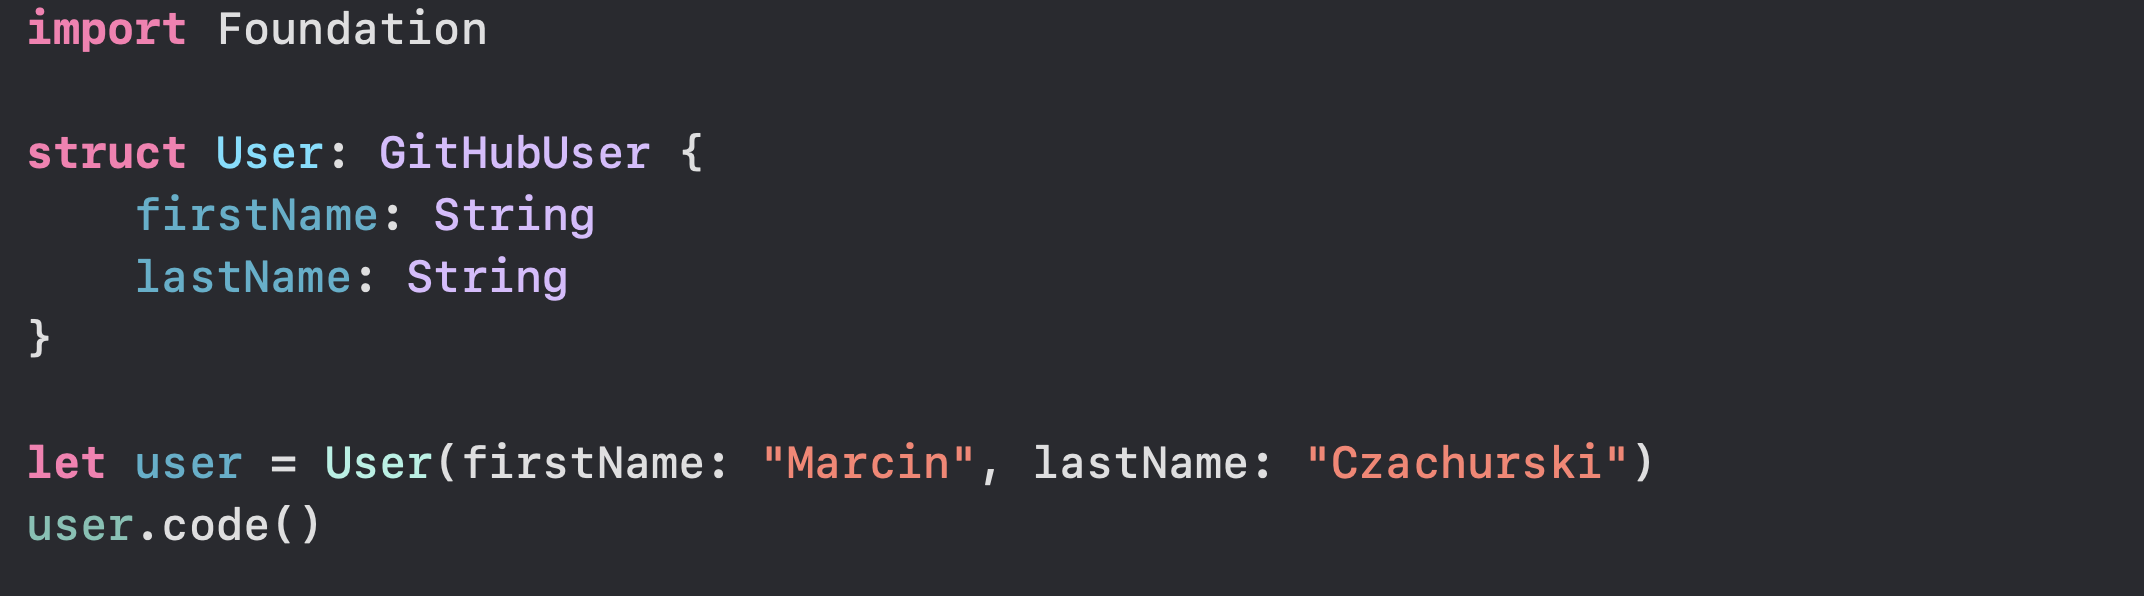 import Foundation
struct User: GitHubUser {
    firstName: String
    lastName: String
}
let user = User(firstName: "Marcin", lastName: "Czachurski")
user.code()